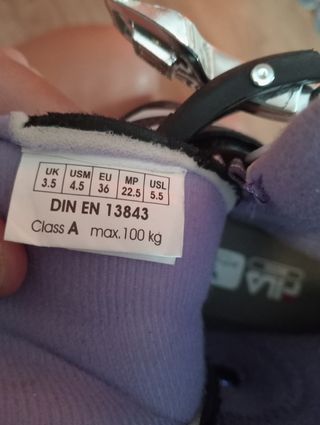 UK USM EU MP USL
3.5 4.5 36 22.5 5.5
DIN EN 13843
Class A max.100 kg
FILA